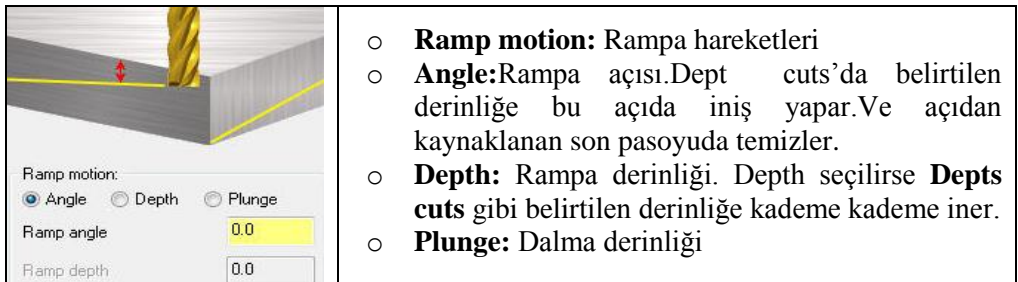 Ramp motion:
Angle Depth Plunge
Ramp angle 0.0
Ramp depth 0.0
o Ramp motion: Rampa hareketleri
o Angle:Rampa açısı.Dept cuts’da belirtilen
derinliğe bu açıda iniş yapar.Ve açıdan
kaynaklanan son pasoyuda temizler.
o Depth: Rampa derinliği. Depth seçilirse Depts
cuts gibi belirtilen derinliğe kademe kademe iner.
o Plunge: Dalma derinliği